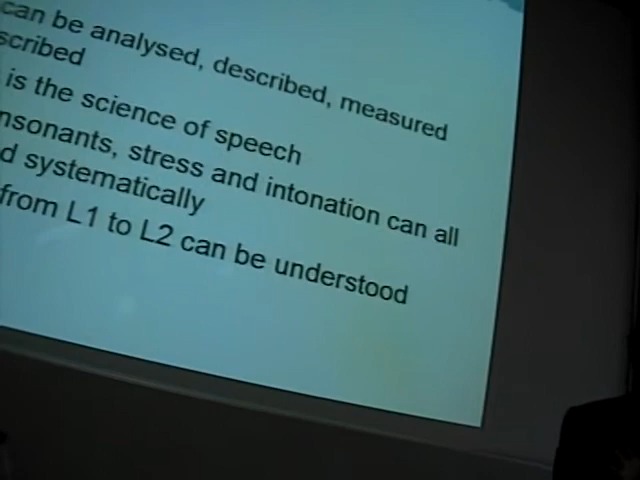 can be analysed, described, measured
scribed
is the science of speech
nsonants, stress and intonation can all
d systematically
from L1 to L2 can be understood